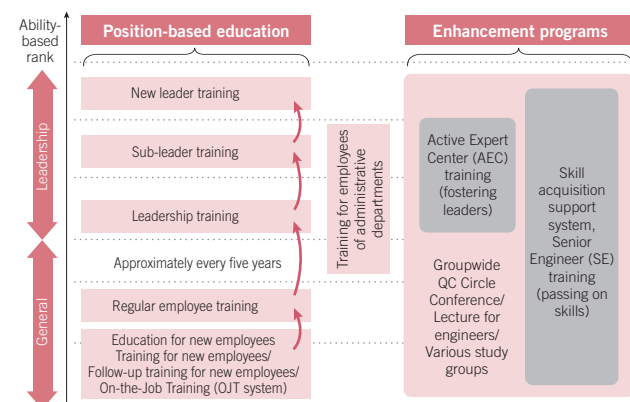 Ability-
based
rank
Position-based education
Enhancement programs
Leadership
General
New leader training
Sub-leader training
Leadership training
Approximately every five years
Regular employee training
Education for new employees
Training for new employees/
Follow-up training for new employees/
On-the-Job Training (OJT system)
Training for employees
of administrative
departments
Active Expert
Center (AEC)
training
(fostering
leaders)
Groupwide
QC Circle
Conference/
Lecture for
engineers/
Various study
groups
Skill
acquisition
support
system,
Senior
Engineer (SE)
training
(passing on
skills)